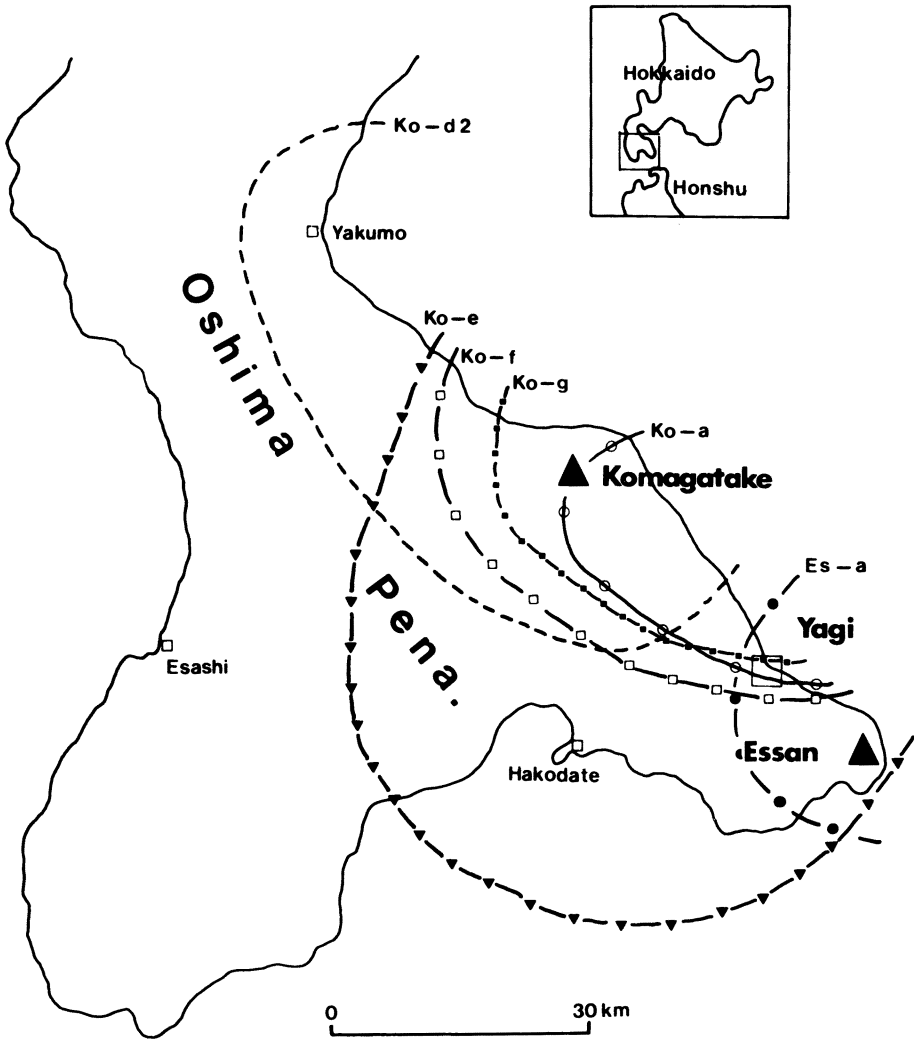 Hokkaido
Honshu
Ko-d2
Yakumo
Oshima
Pena.
Ko-e
Ko-f
Ko-g
Ko-a
Komagatake
Es-a
Yagi
Esashi
Essan
Hakodate
0
30 km